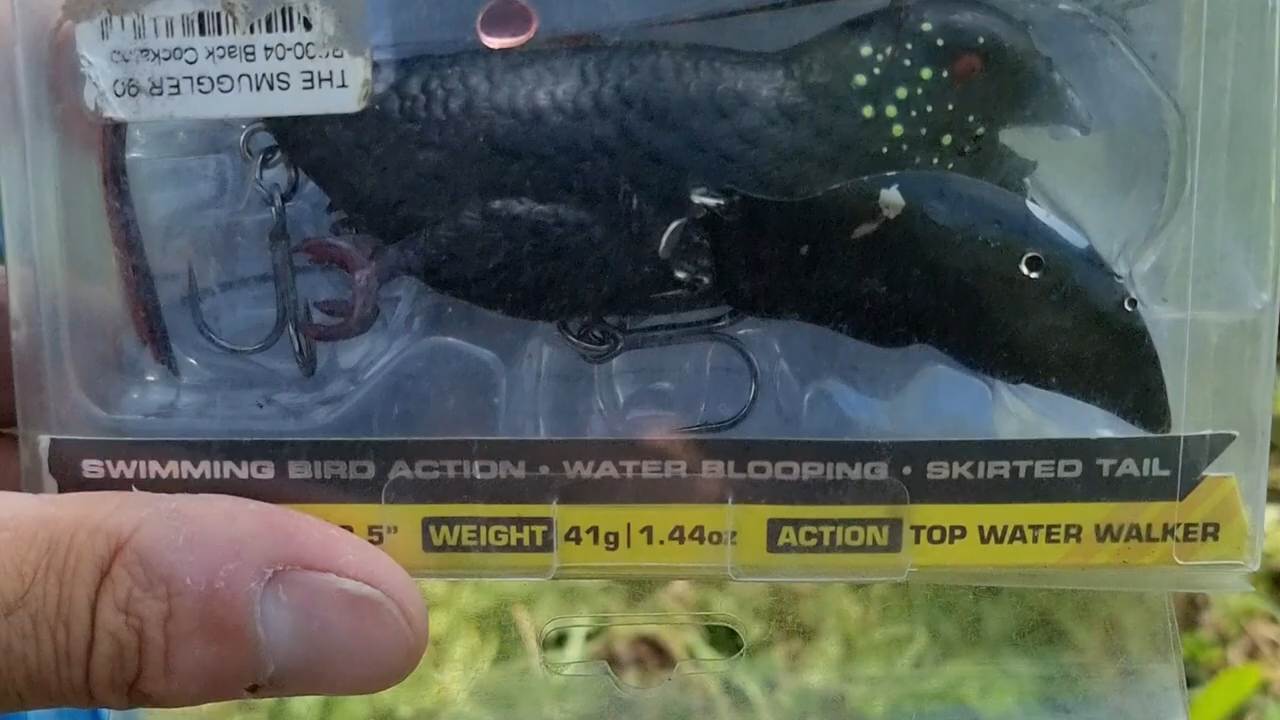 THE SMUGGLER 90
Black
SWIMMING BIRD ACTION • WATER BLOOPING • SKIRTED TAIL
5" WEIGHT 41g|1.44oz ACTION TOP WATER WALKER